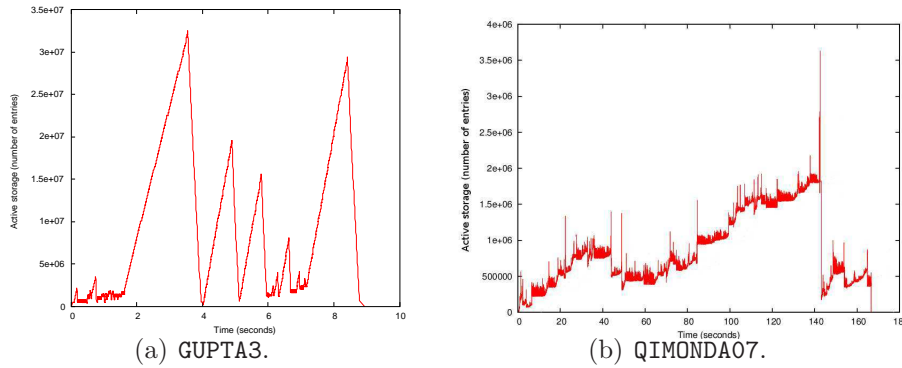 3.5e+07
3e+07
2.5e+07
2e+07
1.5e+07
1e+07
5e+06
0
Active storage (number of entries)
0 2 4 6 8 10
Time (seconds)
(a) GUPTA3.
4e+06
3.5e+06
3e+06
2.5e+06
2e+06
1.5e+06
1e+06
500000
0
Active storage (number of entries)
0 20 40 60 80 100 120 140 160 18
Time (seconds)
(b) QIMONDA07.